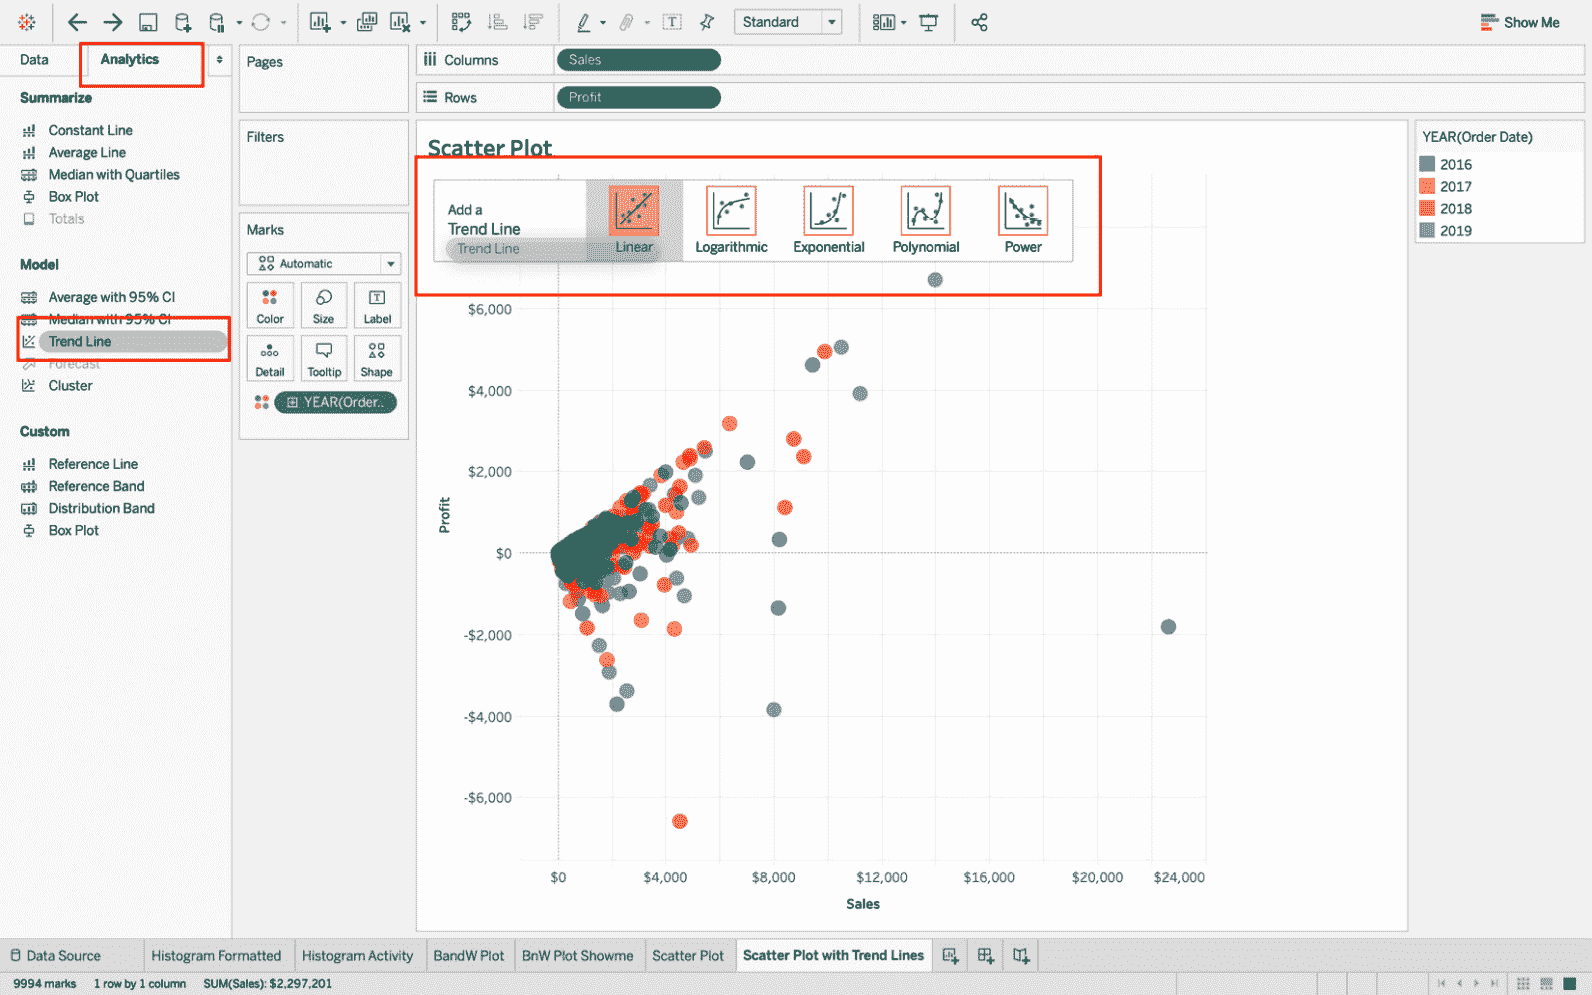 Standard
Show Me
Data
Analytics
Summarize
Constant Line
Average Line
Median with Quartiles
Box Plot
Totals
Model
Average with 95% CI
Median with 95% CI
Trend Line
Forecast
Cluster
Custom
Reference Line
Reference Band
Distribution Band
Box Plot
Pages
Filters
Marks
Automatic
Color
Size
Label
Detail
Tooltip
Shape
YEAR(Order..
Columns
Sales
Rows
Profit
Scatter Plot
Add a
Trend Line
Trend Line
Linear
Logarithmic
Exponential
Polynomial
Power
$6,000
$4,000
$2,000
$0
-$2,000
-$4,000
-$6,000
Profit
$0
$4,000
$8,000
$12,000
$16,000
$20,000
$24,000
Sales
YEAR(Order Date)
2016
2017
2018
2019
Data Source
Histogram Formatted
Histogram Activity
BandW Plot
BnW Plot Showme
Scatter Plot
Scatter Plot with Trend Lines
9994 marks
1 row by 1 column
SUM(Sales): $2,297,201